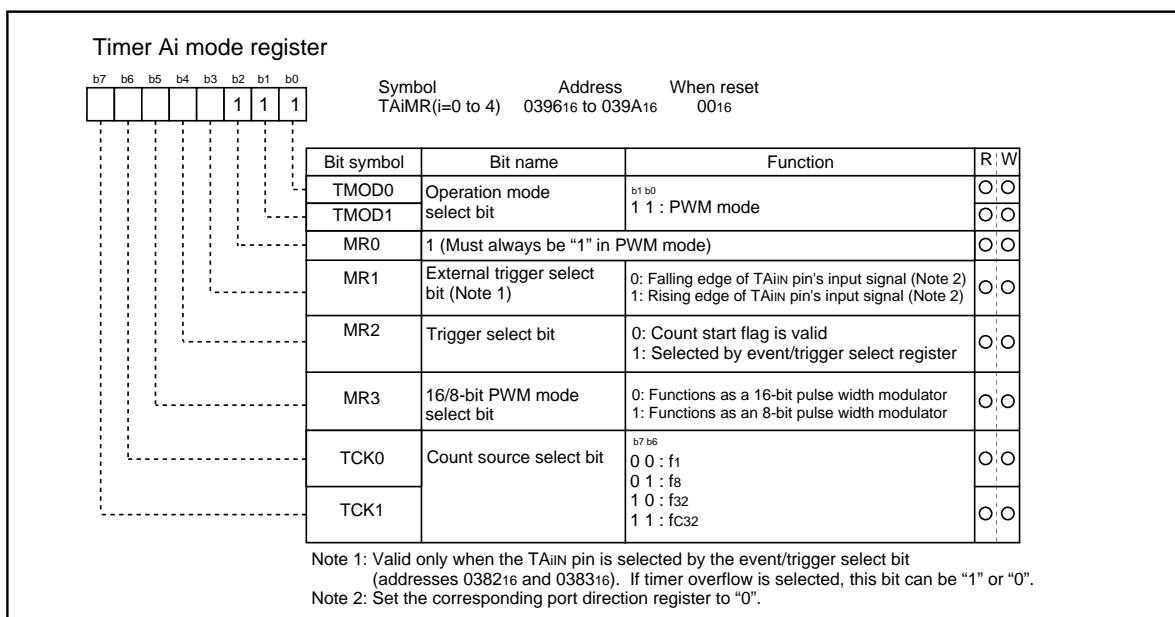 Timer Ai mode register
b7 b6 b5 b4 b3 b2 b1 b0
1 1 1
Symbol Address When reset
TAiMR(i=0 to 4) 039616 to 039A16 0016
Bit symbol Bit name Function R W
TMOD0 Operation mode select bit b1 b0
TMOD1 1 1 : PWM mode
MR0 1 (Must always be “1” in PWM mode)
MR1 External trigger select bit (Note 1) 0: Falling edge of TAiIN pin's input signal (Note 2)
1: Rising edge of TAiIN pin's input signal (Note 2)
MR2 Trigger select bit 0: Count start flag is valid
1: Selected by event/trigger select register
MR3 16/8-bit PWM mode select bit 0: Functions as a 16-bit pulse width modulator
1: Functions as an 8-bit pulse width modulator
TCK0 Count source select bit b7 b6
0 0 : f1
0 1 : f8
TCK1 1 0 : f32
1 1 : fC32
Note 1: Valid only when the TAiIN pin is selected by the event/trigger select bit
(addresses 038216 and 038316). If timer overflow is selected, this bit can be “1” or “0”.
Note 2: Set the corresponding port direction register to “0”.